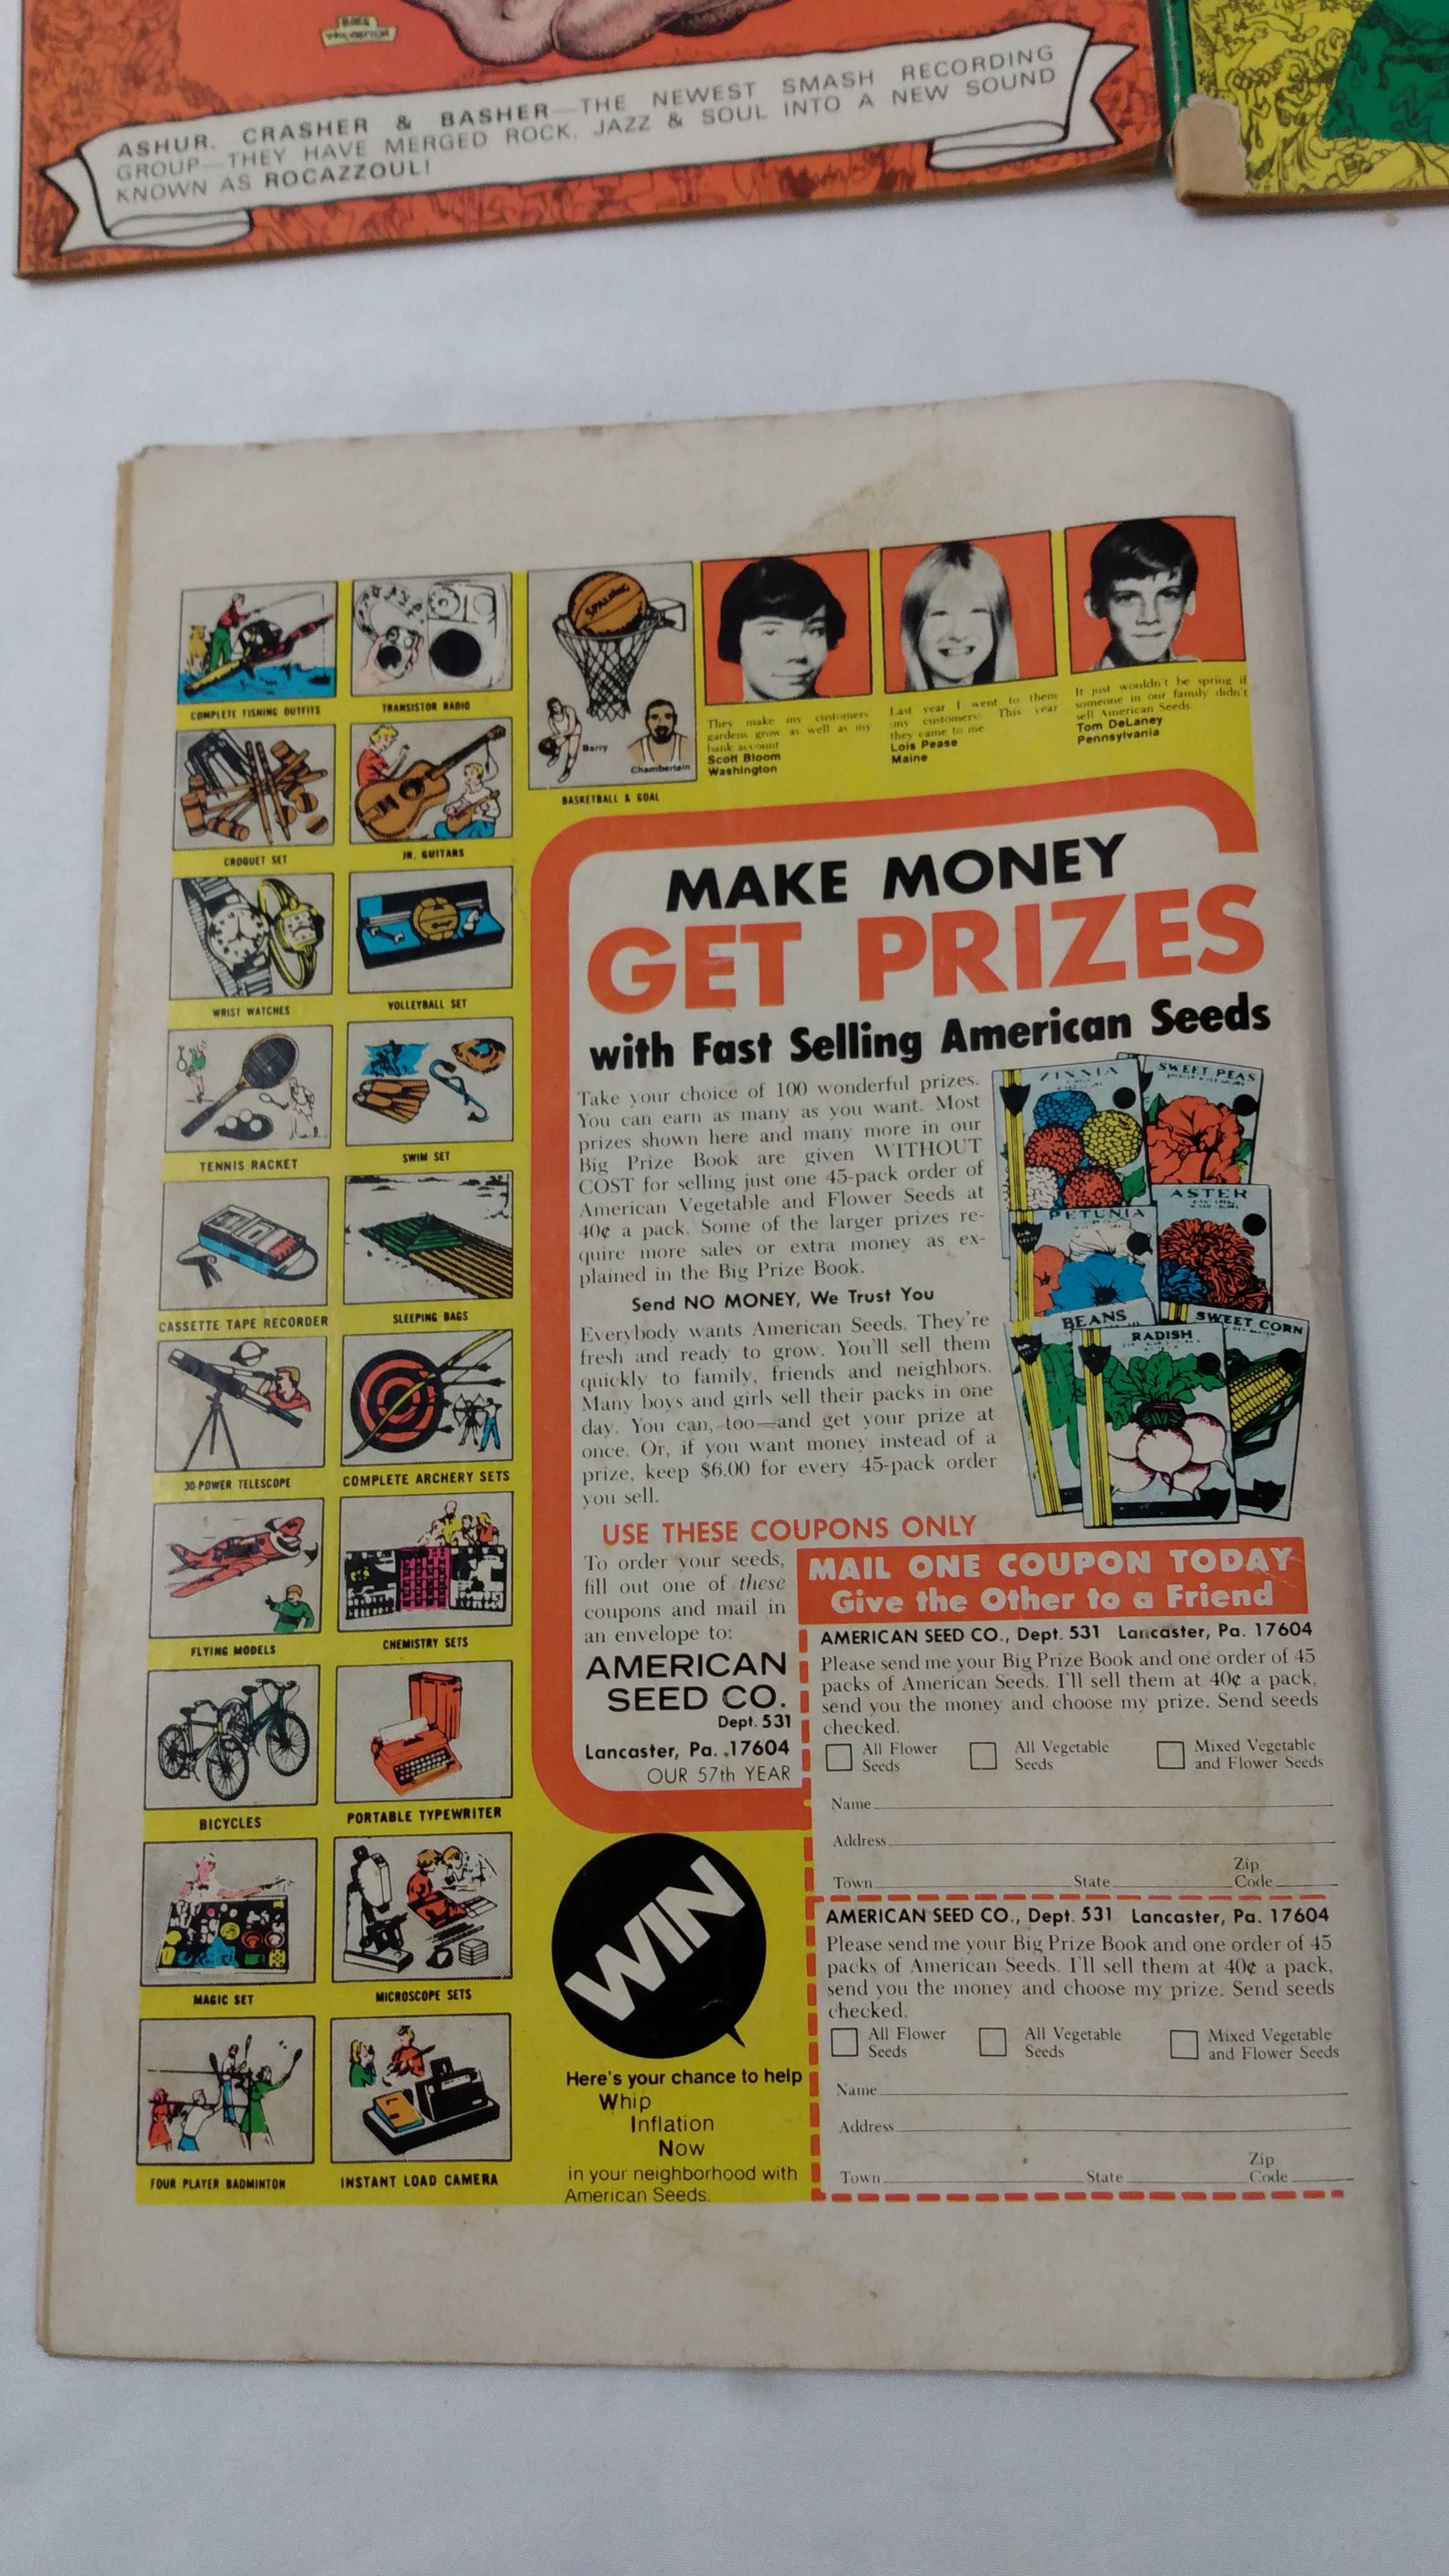 ASHUR, CRASHER & BASHER—THE NEWEST SMASH RECORDING
GROUP—THEY HAVE MERGED ROCK, JAZZ & SOUL INTO A NEW SOUND
KNOWN AS ROCAZZOUL!
COMPLETE FISHING OUTFITS
TRANSISTOR RADIO
SPALDING
Barry
Chamberlain
BASKETBALL & GOAL
They make my customers'
gardens grow as well as my
bank account
Scott Bloom
Washington
Last year I went to them
(my customers). This year
they came to me
Lois Pease
Maine
It just wouldn't be spring if
someone in our family didn't
sell American Seeds.
Tom DeLaney
Pennsylvania
CROQUET SET
JR. GUITARS
WRIST WATCHES
VOLLEYBALL SET
TENNIS RACKET
SWIM SET
CASSETTE TAPE RECORDER
SLEEPING BAGS
30-POWER TELESCOPE
COMPLETE ARCHERY SETS
FLYING MODELS
CHEMISTRY SETS
BICYCLES
PORTABLE TYPEWRITER
MAGIC SET
MICROSCOPE SETS
FOUR PLAYER BADMINTON
INSTANT LOAD CAMERA
MAKE MONEY
GET PRIZES
with Fast Selling American Seeds
Take your choice of 100 wonderful prizes.
You can earn as many as you want. Most
prizes shown here and many more in our
Big Prize Book are given WITHOUT
COST for selling just one 45-pack order of
American Vegetable and Flower Seeds at
40¢ a pack. Some of the larger prizes re-
quire more sales or extra money as ex-
plained in the Big Prize Book.
Send NO MONEY, We Trust You
Everybody wants American Seeds. They're
fresh and ready to grow. You'll sell them
quickly to family, friends and neighbors.
Many boys and girls sell their packs in one
day. You can, too—and get your prize at
once. Or, if you want money instead of a
prize, keep $6.00 for every 45-pack order
you sell.
ZINNIA
SWEET PEAS
PETUNIA
ASTER
BEANS
RADISH
SWEET CORN
USE THESE COUPONS ONLY
To order your seeds,
fill out one of these
coupons and mail in
an envelope to:
AMERICAN
SEED CO.
Dept. 531
Lancaster, Pa. 17604
OUR 57th YEAR
WIN
Here's your chance to help
Whip
Inflation
Now
in your neighborhood with
American Seeds.
MAIL ONE COUPON TODAY
Give the Other to a Friend
AMERICAN SEED CO., Dept. 531 Lancaster, Pa. 17604
Please send me your Big Prize Book and one order of 45
packs of American Seeds. I'll sell them at 40¢ a pack,
send you the money and choose my prize. Send seeds
checked.
All Flower Seeds
All Vegetable Seeds
Mixed Vegetable and Flower Seeds
Name
Address
Town State Zip Code
AMERICAN SEED CO., Dept. 531 Lancaster, Pa. 17604
Please send me your Big Prize Book and one order of 45
packs of American Seeds. I'll sell them at 40¢ a pack,
send you the money and choose my prize. Send seeds
checked.
All Flower Seeds
All Vegetable Seeds
Mixed Vegetable and Flower Seeds
Name
Address
Town State Zip Code